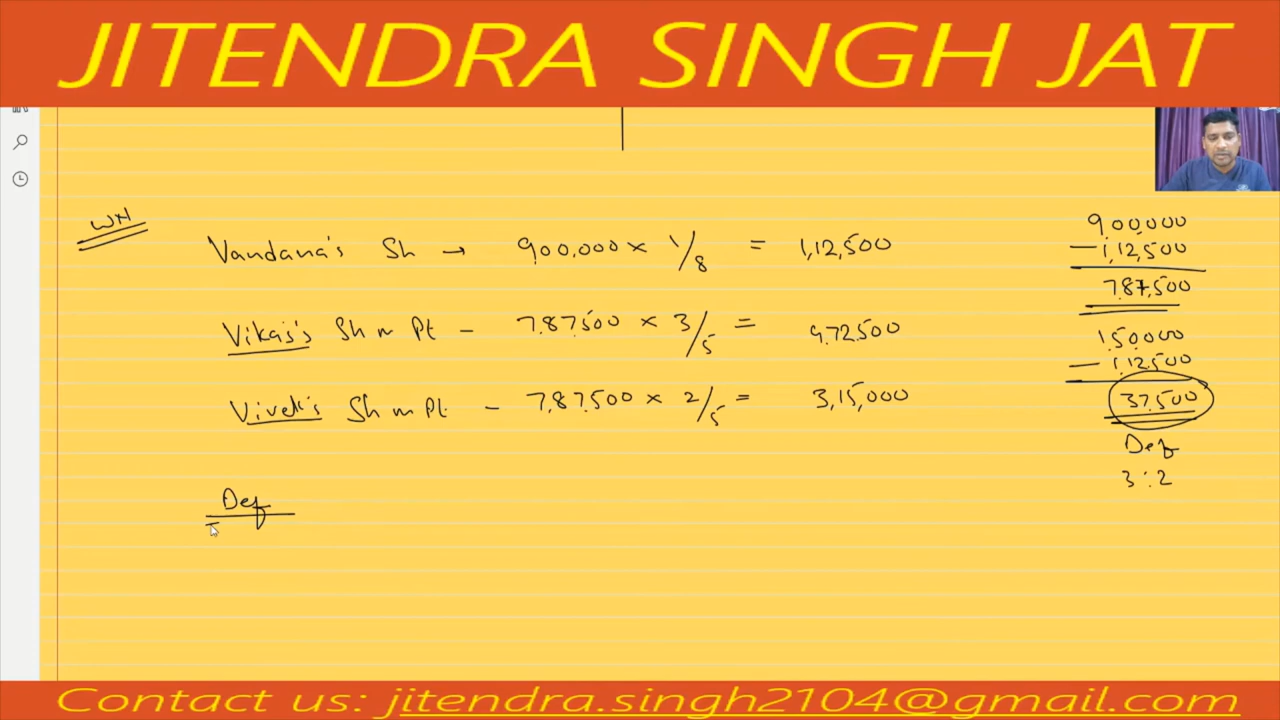 JITENDRA SINGH JAT
WN
Vandana's Sh → 9,00,000 × 1/8 = 1,12,500
Vikas's Sh in Pt - 7,87,500 × 3/5 = 4,72,500
Vivek's Sh in Pt - 7,87,500 × 2/5 = 3,15,000
Def
9,00,000
- 1,12,500
7,87,500
1,50,000
- 1,12,500
37,500
Def
3:2
Contact us: jitendra.singh2104@gmail.com